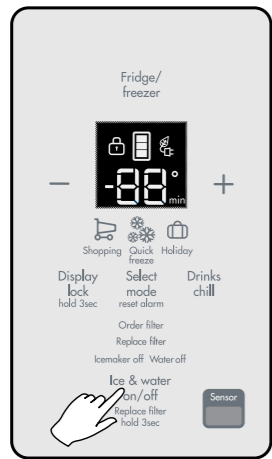 Fridge/
freezer
-88°
min
− +
Shopping Quick Holiday
freeze
Display Select Drinks
lock mode chill
hold 3sec reset alarm
Order filter
Replace filter
Icemaker off Water off
Ice & water
on/off
Sensor
Replace filter
hold 3sec